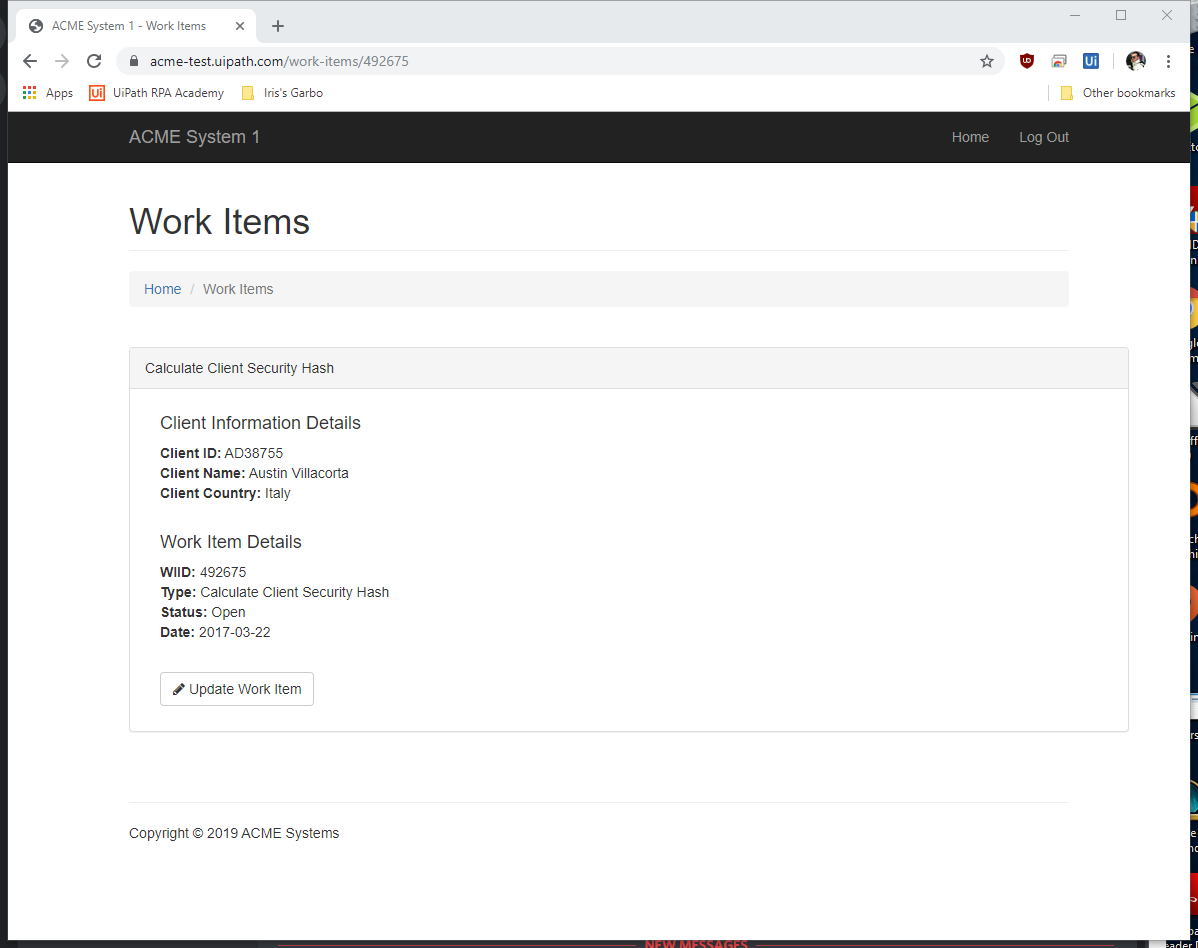 ACME System 1 - Work Items
acme-test.uipath.com/work-items/492675
Apps UiPath RPA Academy Iris's Garbo Other bookmarks
ACME System 1 Home Log Out
Work Items
Home / Work Items
Calculate Client Security Hash
Client Information Details
Client ID: AD38755
Client Name: Austin Villacorta
Client Country: Italy
Work Item Details
WIID: 492675
Type: Calculate Client Security Hash
Status: Open
Date: 2017-03-22
Update Work Item
Copyright © 2019 ACME Systems
NEW MESSAGES